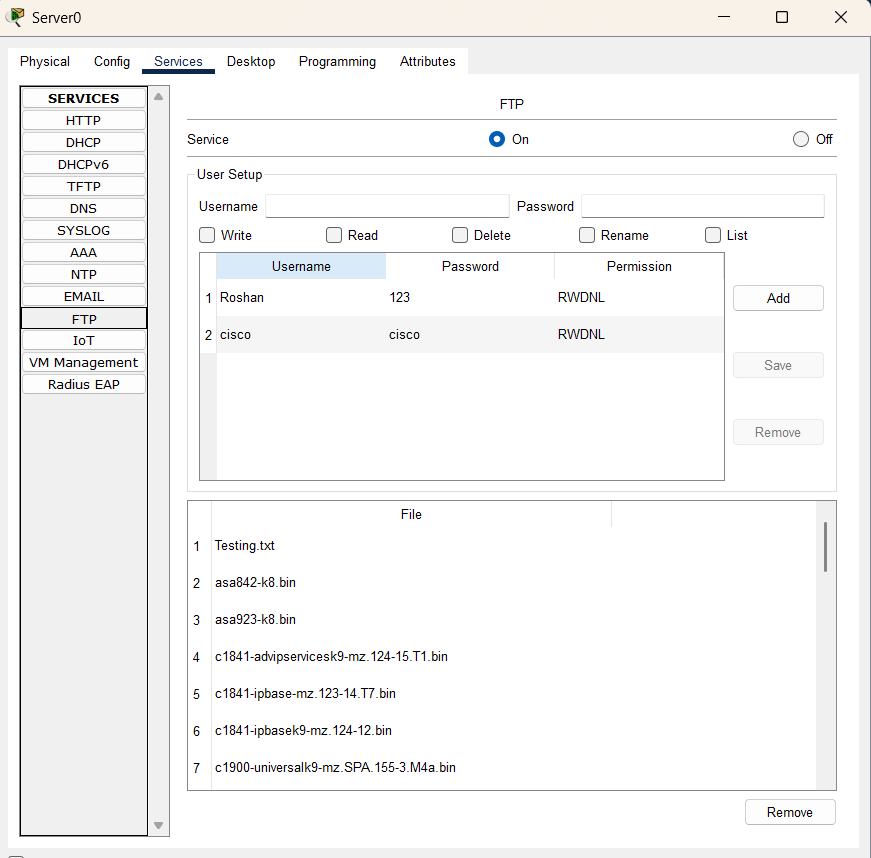 Server0
Physical Config Services Desktop Programming Attributes
SERVICES
HTTP
DHCP
DHCPv6
TFTP
DNS
SYSLOG
AAA
NTP
EMAIL
FTP
IoT
VM Management
Radius EAP
FTP
Service On Off
User Setup
Username Password
Write Read Delete Rename List
Username Password Permission
1 Roshan 123 RWDNL
2 cisco cisco RWDNL
Add
Save
Remove
File
1 Testing.txt
2 asa842-k8.bin
3 asa923-k8.bin
4 c1841-advipservicesk9-mz.124-15.T1.bin
5 c1841-ipbase-mz.123-14.T7.bin
6 c1841-ipbasek9-mz.124-12.bin
7 c1900-universalk9-mz.SPA.155-3.M4a.bin
Remove